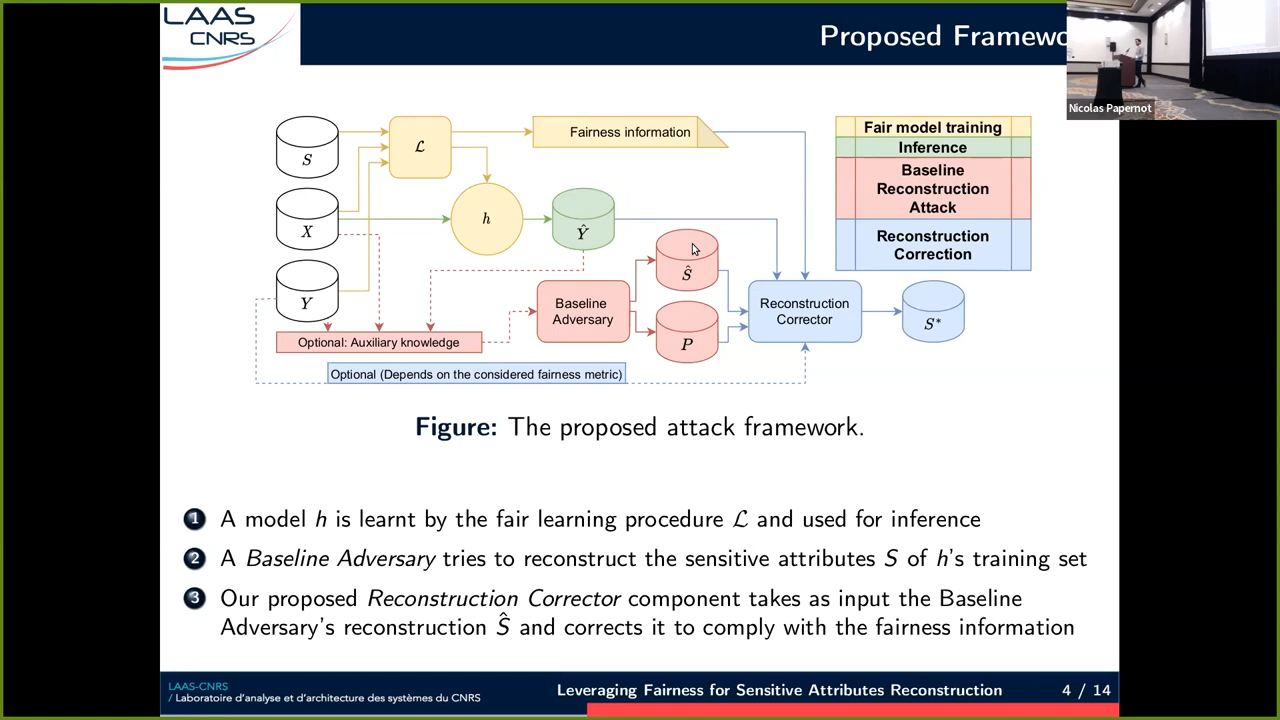 LAAS
CNRS
Proposed Framewo
Nicolas Papernot
S
ℒ
Fairness information
X
h
Ŷ
Y
Baseline
Adversary
Ŝ
P
Reconstruction
Corrector
S*
Optional: Auxiliary knowledge
Optional (Depends on the considered fairness metric)
Fair model training
Inference
Baseline
Reconstruction
Attack
Reconstruction
Correction
Figure: The proposed attack framework.
1 A model h is learnt by the fair learning procedure ℒ and used for inference
2 A Baseline Adversary tries to reconstruct the sensitive attributes S of h's training set
3 Our proposed Reconstruction Corrector component takes as input the Baseline
Adversary's reconstruction Ŝ and corrects it to comply with the fairness information
LAAS-CNRS
/ Laboratoire d'analyse et d'architecture des systèmes du CNRS
Leveraging Fairness for Sensitive Attributes Reconstruction
4 / 14